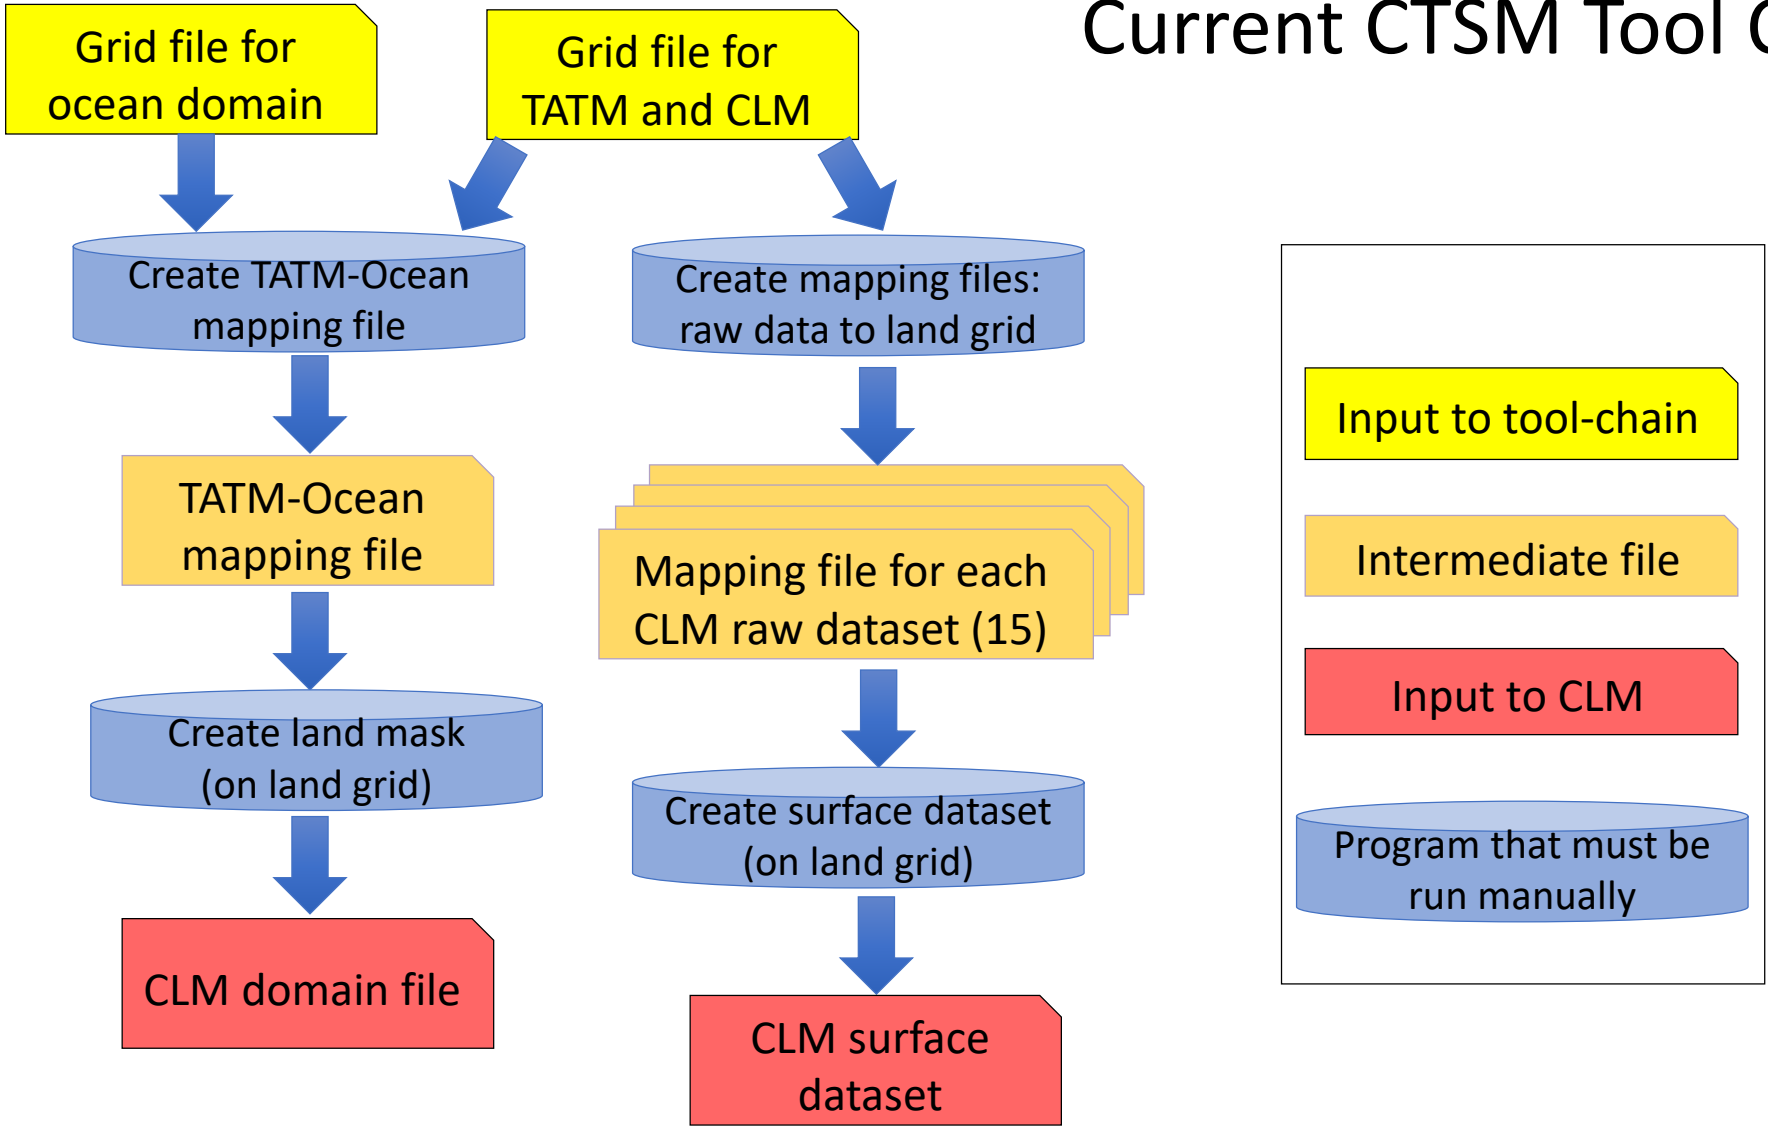 Current CTSM Tool C
Grid file for
ocean domain
Grid file for
TATM and CLM
Create TATM-Ocean
mapping file
Create mapping files:
raw data to land grid
TATM-Ocean
mapping file
Mapping file for each
CLM raw dataset (15)
Create land mask
(on land grid)
Create surface dataset
(on land grid)
CLM domain file
CLM surface
dataset
Input to tool-chain
Intermediate file
Input to CLM
Program that must be
run manually